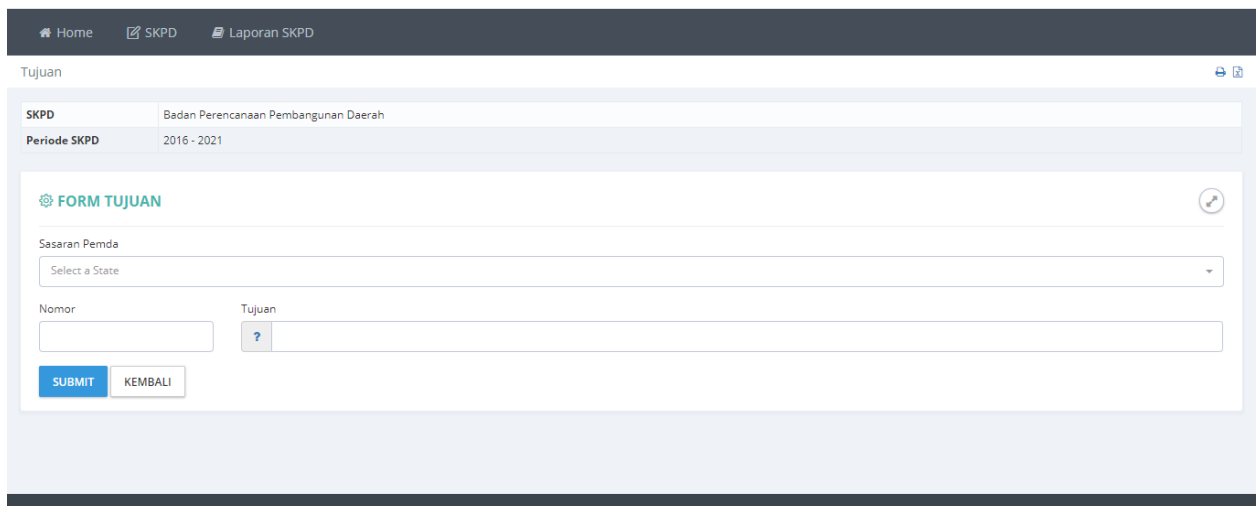 Home SKPD Laporan SKPD
Tujuan
SKPD Badan Perencanaan Pembangunan Daerah
Periode SKPD 2016 - 2021
FORM TUJUAN
Sasaran Pemda
Select a State
Nomor Tujuan
?
SUBMIT KEMBALI